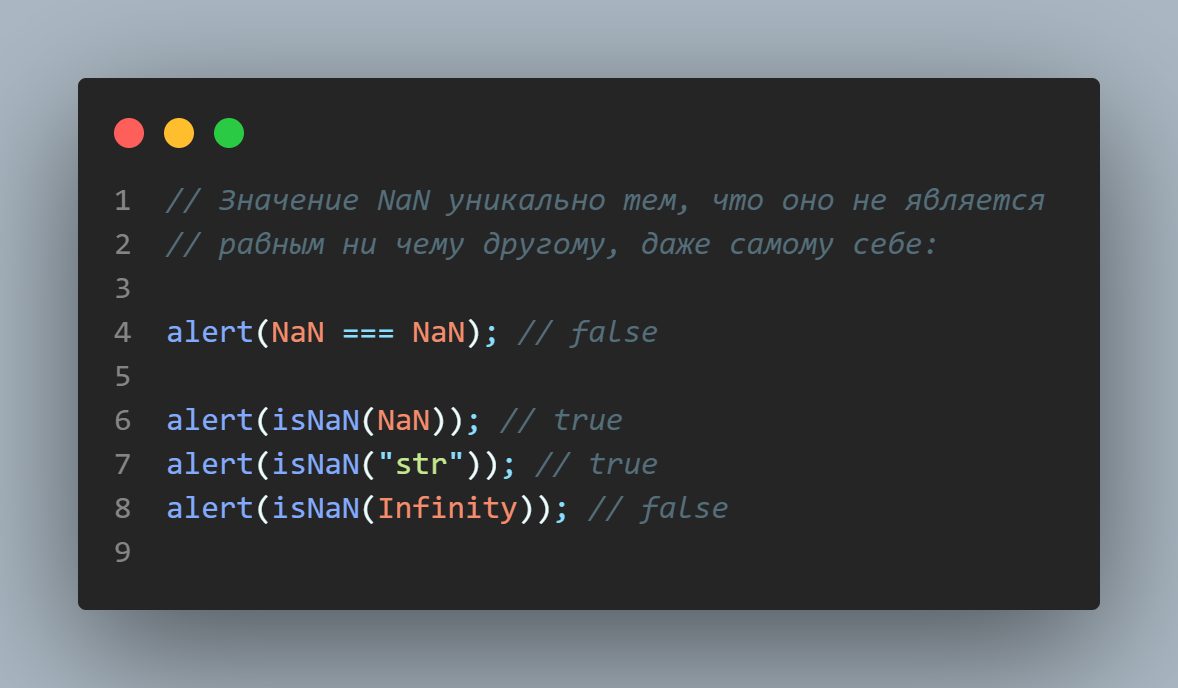 1 // Значение NaN уникально тем, что оно не является
2 // равным ни чему другому, даже самому себе:
3
4 alert(NaN === NaN); // false
5
6 alert(isNaN(NaN)); // true
7 alert(isNaN("str")); // true
8 alert(isNaN(Infinity)); // false
9